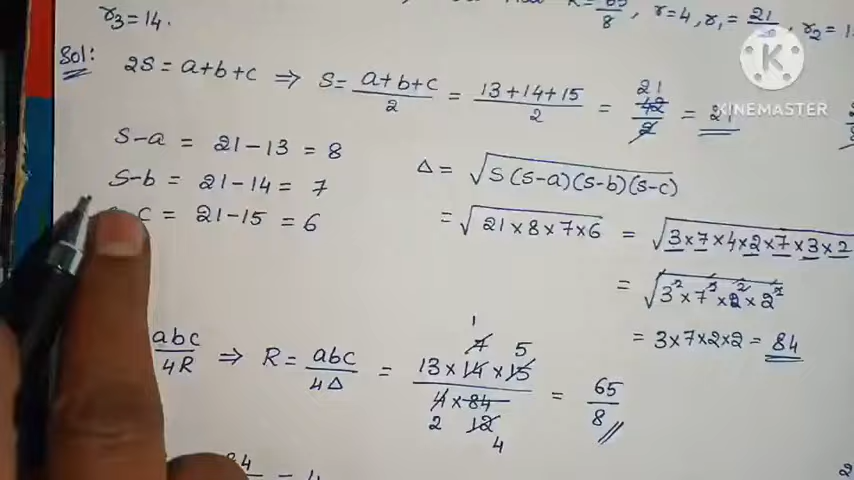 R = 65/8, r=4, r₁ = 21/
r₃=14.
Sol:
2S = a+b+c ⇒ S = (a+b+c)/2 = (13+14+15)/2 = 42/2 = 21
K
KINEMASTER
S-a = 21-13 = 8
S-b = 21-14 = 7
-c = 21-15 = 6
Δ = √(S(S-a)(S-b)(S-c))
= √(21×8×7×6) = √(3×7×4×2×7×3×2
= √(3²×7²×2²×2²)
= 3×7×2×2 = 84
abc/4R ⇒ R = abc/4Δ = (13×14×15)/(4×84) = 65/8